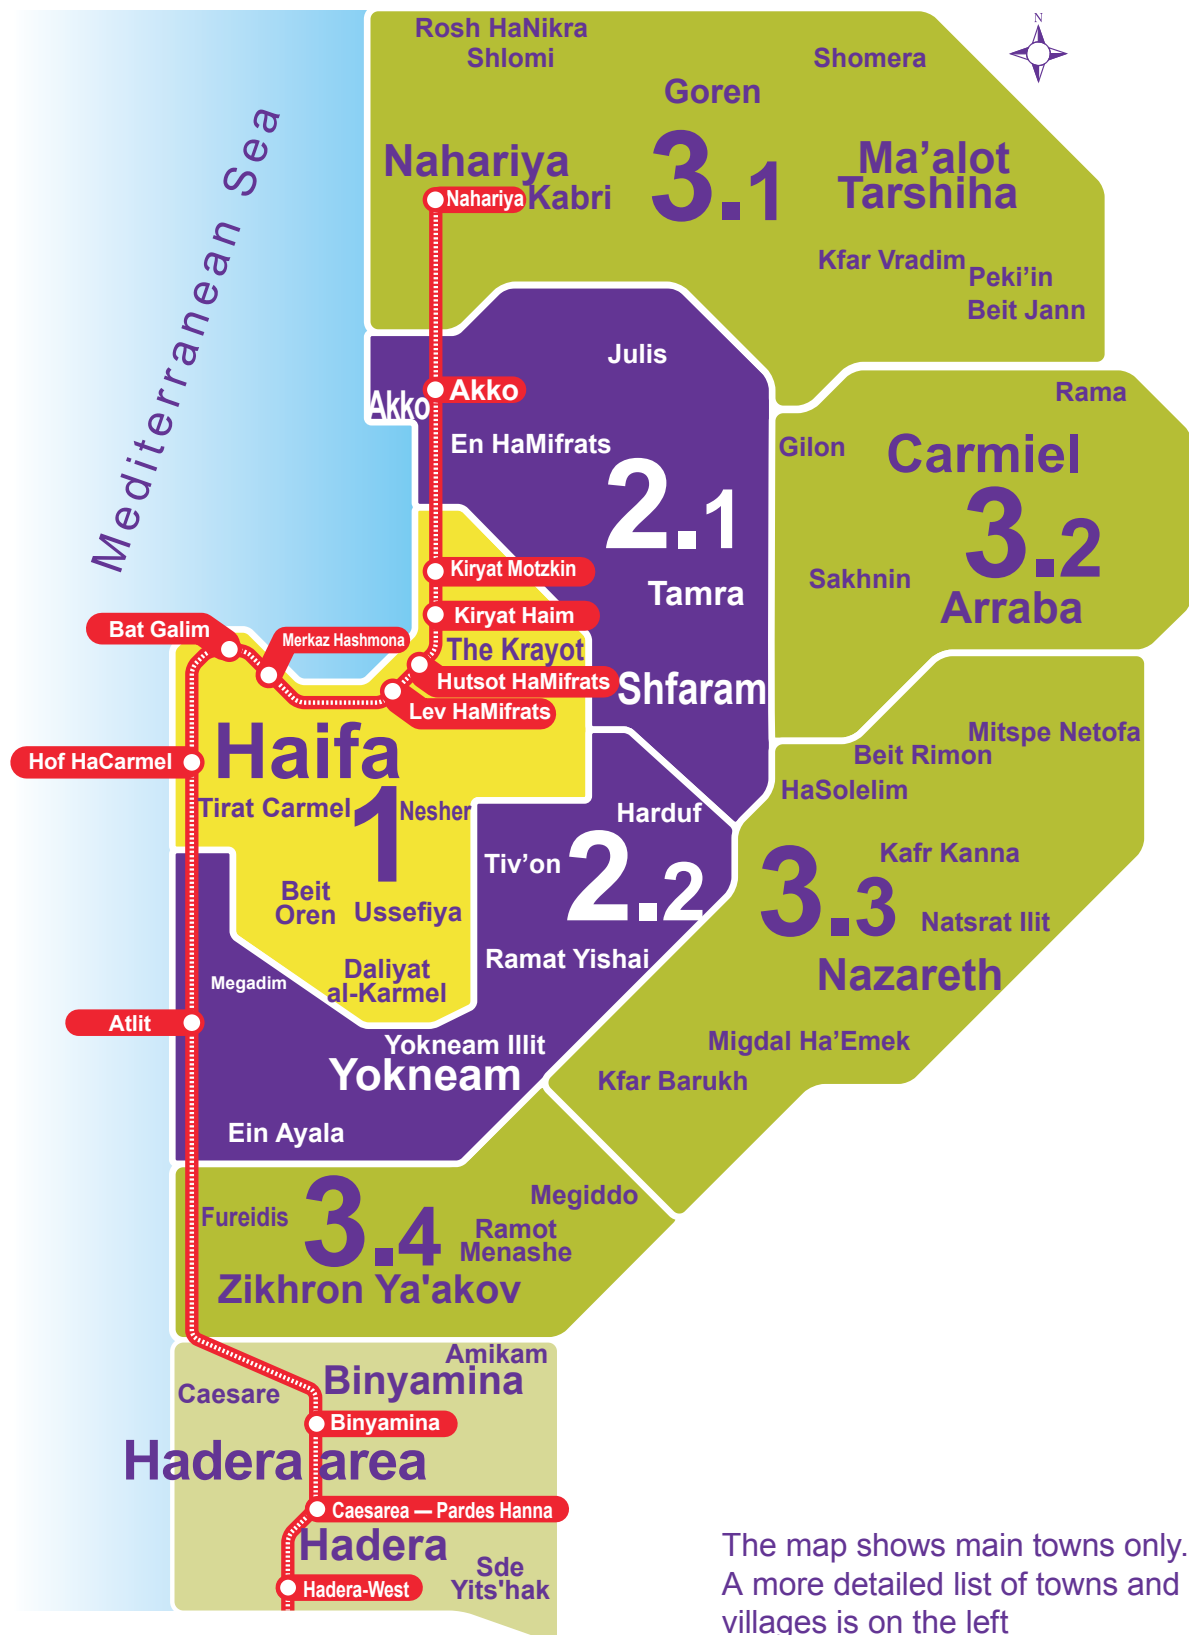 N
Rosh HaNikra
Shlomi
Shomera
Goren
Mediterranean Sea
Nahariya
3.1
Ma’alot
Tarshiha
Nahariya
Kabri
Kfar Vradim
Peki’in
Beit Jann
Julis
Akko
Akko
Rama
Gilon
Carmiel
En HaMifrats
2.1
3.2
Kiryat Motzkin
Sakhnin
Tamra
Arraba
Kiryat Haim
Bat Galim
Merkaz Hashmona
The Krayot
Hutsot HaMifrats
Shfaram
Lev HaMifrats
Mitspe Netofa
Beit Rimon
Hof HaCarmel
Haifa
HaSolelim
Tirat Carmel
1
Nesher
Harduf
Tiv’on
2.2
Kafr Kanna
3.3
Natsrat Ilit
Beit
Oren
Ussefiya
Ramat Yishai
Nazareth
Daliyat
al-Karmel
Megadim
Atlit
Yokneam Illit
Migdal Ha’Emek
Yokneam
Kfar Barukh
Ein Ayala
Megiddo
Fureidis
3.4
Ramot
Menashe
Zikhron Ya'akov
Amikam
Binyamina
Caesare
Binyamina
Hadera area
Caesarea — Pardes Hanna
Hadera
Sde
Yits'hak
Hadera-West
The map shows main towns only.
A more detailed list of towns and
villages is on the left